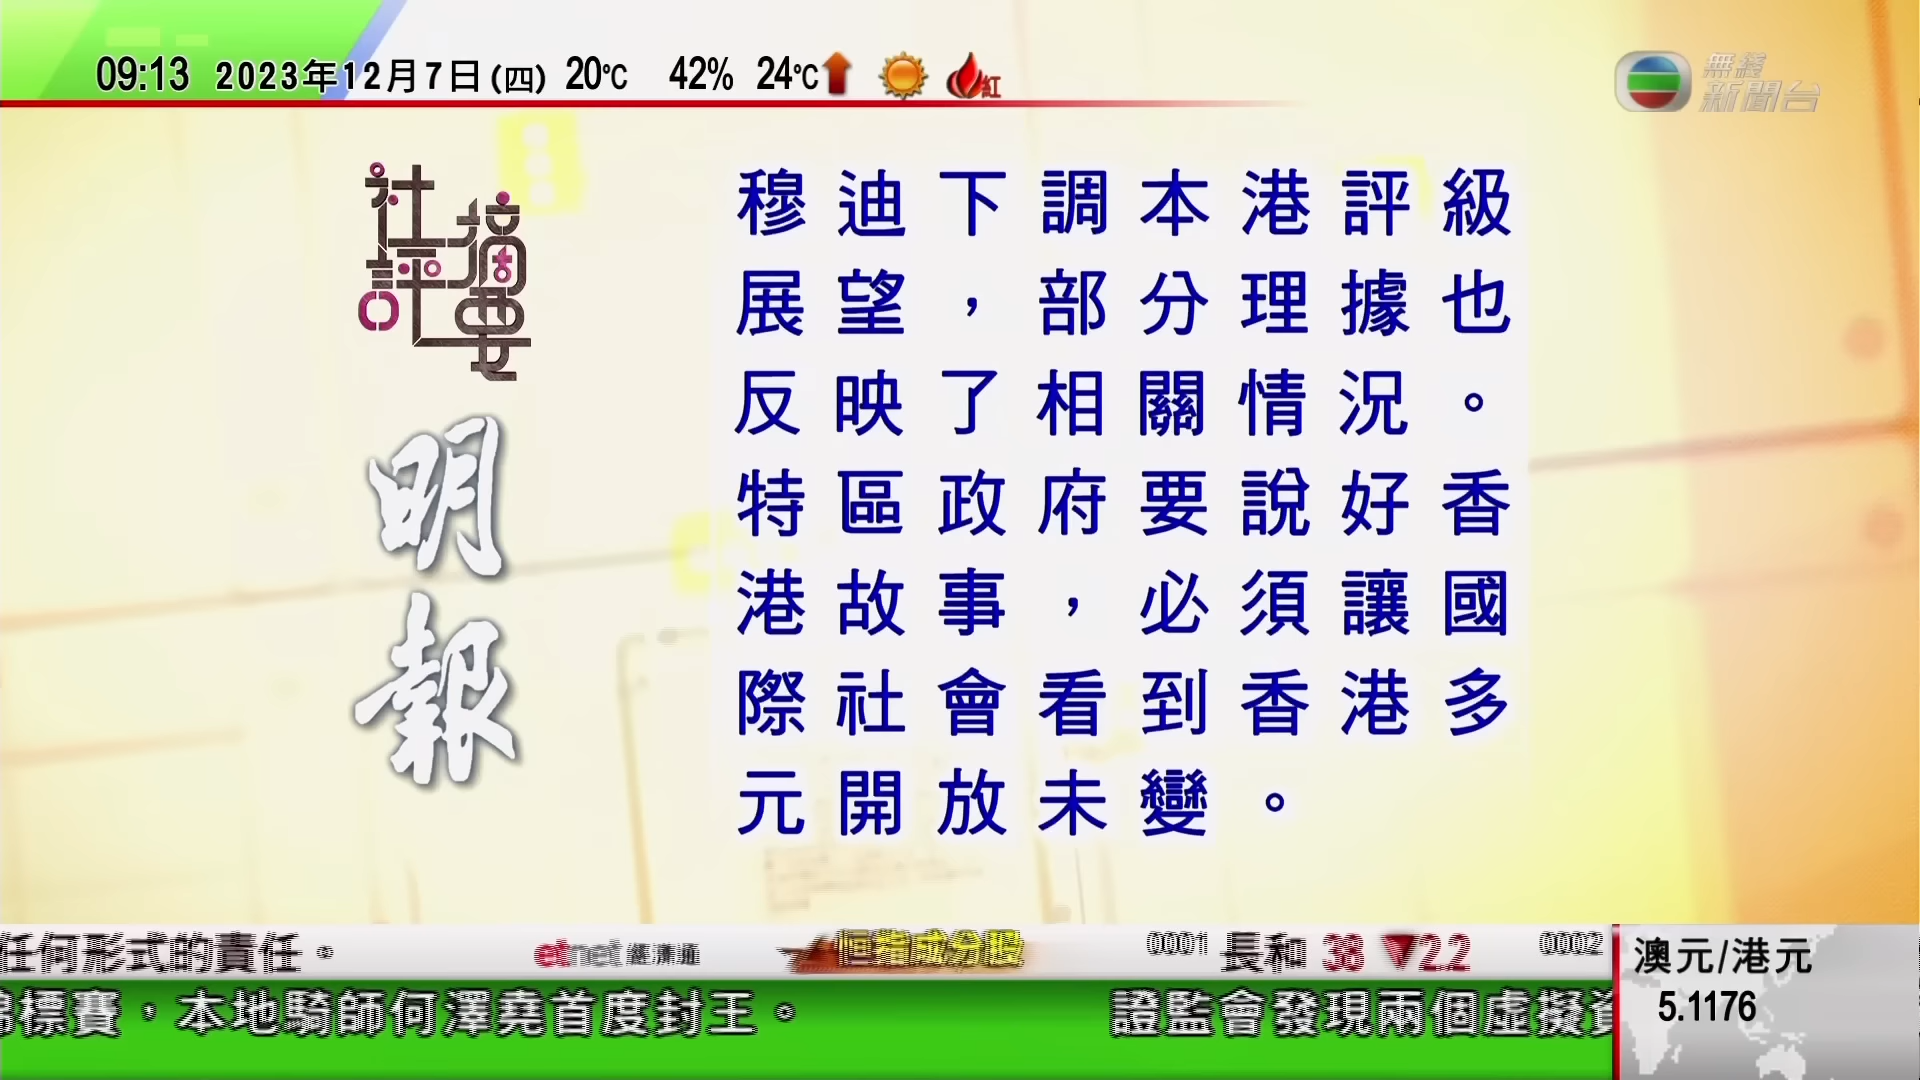 09:13 2023年12月7日(四) 20℃ 42% 24℃ 紅
無綫
新聞台
社評摘要
明報
穆迪下調本港評級
展望，部分理據也
反映了相關情況。
特區政府要說好香
港故事，必須讓國
際社會看到香港多
元開放未變。
任何形式的責任。 etnet 經濟通 恒指成分股 0001 長和 38 ▼2.2 0002
標賽，本地騎師何澤堯首度封王。 證監會發現兩個虛擬
澳元/港元
5.1176